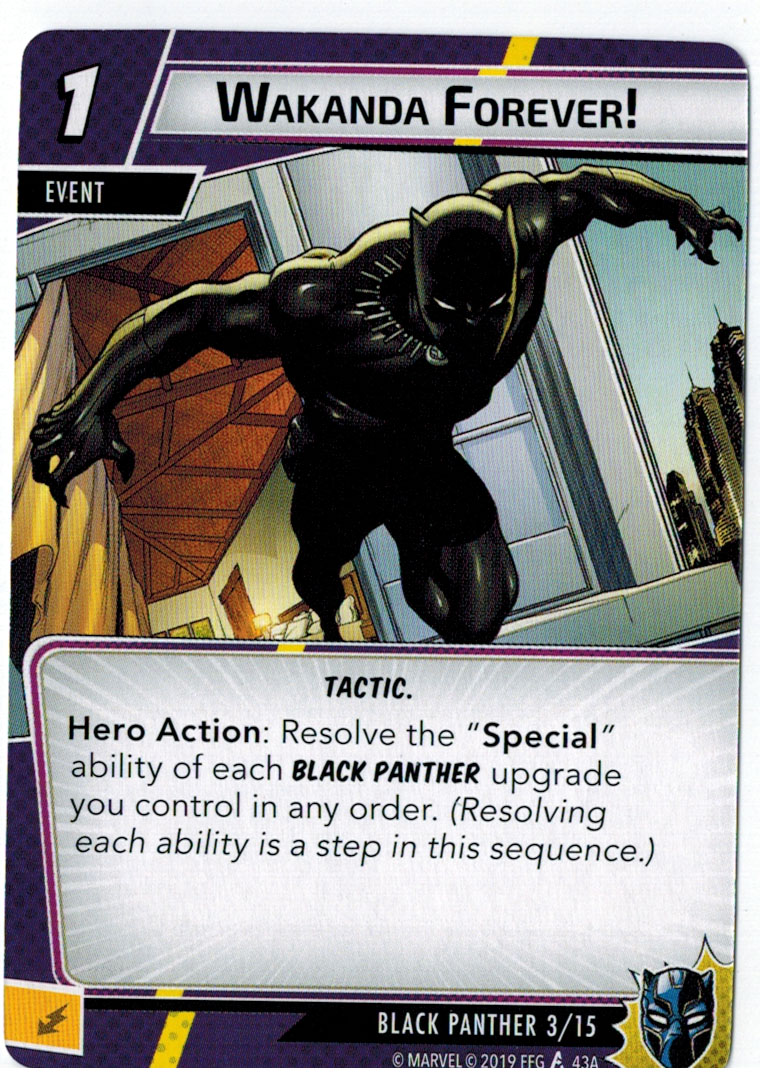 1
WAKANDA FOREVER!
EVENT
TACTIC.
Hero Action: Resolve the "Special"
ability of each BLACK PANTHER upgrade
you control in any order. (Resolving
each ability is a step in this sequence.)
BLACK PANTHER 3/15
© MARVEL © 2019 FFG 43A